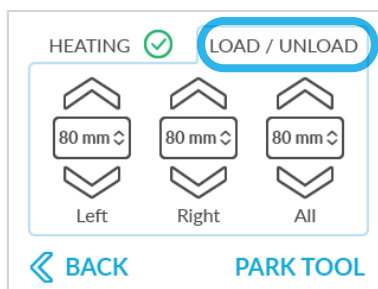 HEATING LOAD / UNLOAD
80 mm 80 mm 80 mm
Left Right All
BACK PARK TOOL